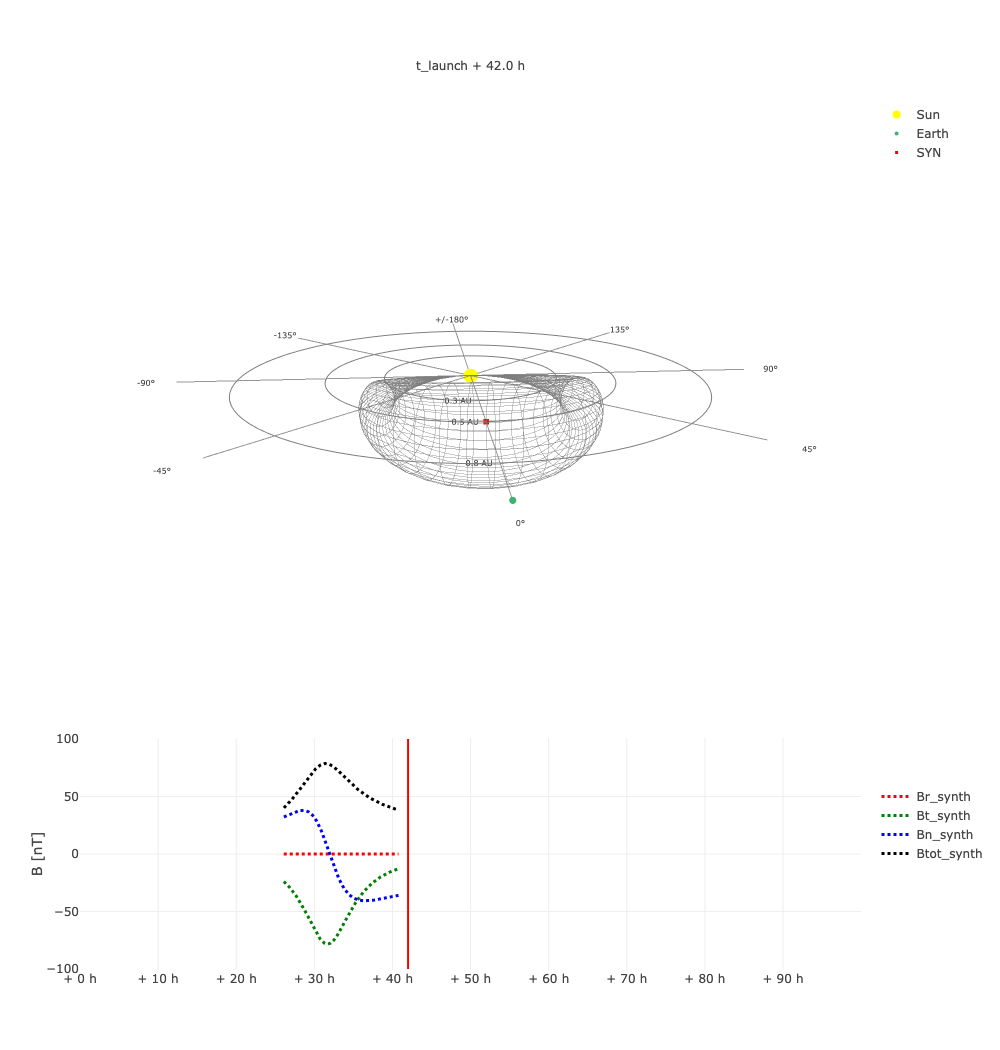 t_launch + 42.0 h
Sun
Earth
SYN
+/-180°
-135°
135°
90°
-90°
0.3 AU
0.5 AU
45°
0.8 AU
-45°
0°
100
50
0
−50
−100
B [nT]
+ 0 h
+ 10 h
+ 20 h
+ 30 h
+ 40 h
+ 50 h
+ 60 h
+ 70 h
+ 80 h
+ 90 h
Br_synth
Bt_synth
Bn_synth
Btot_synth